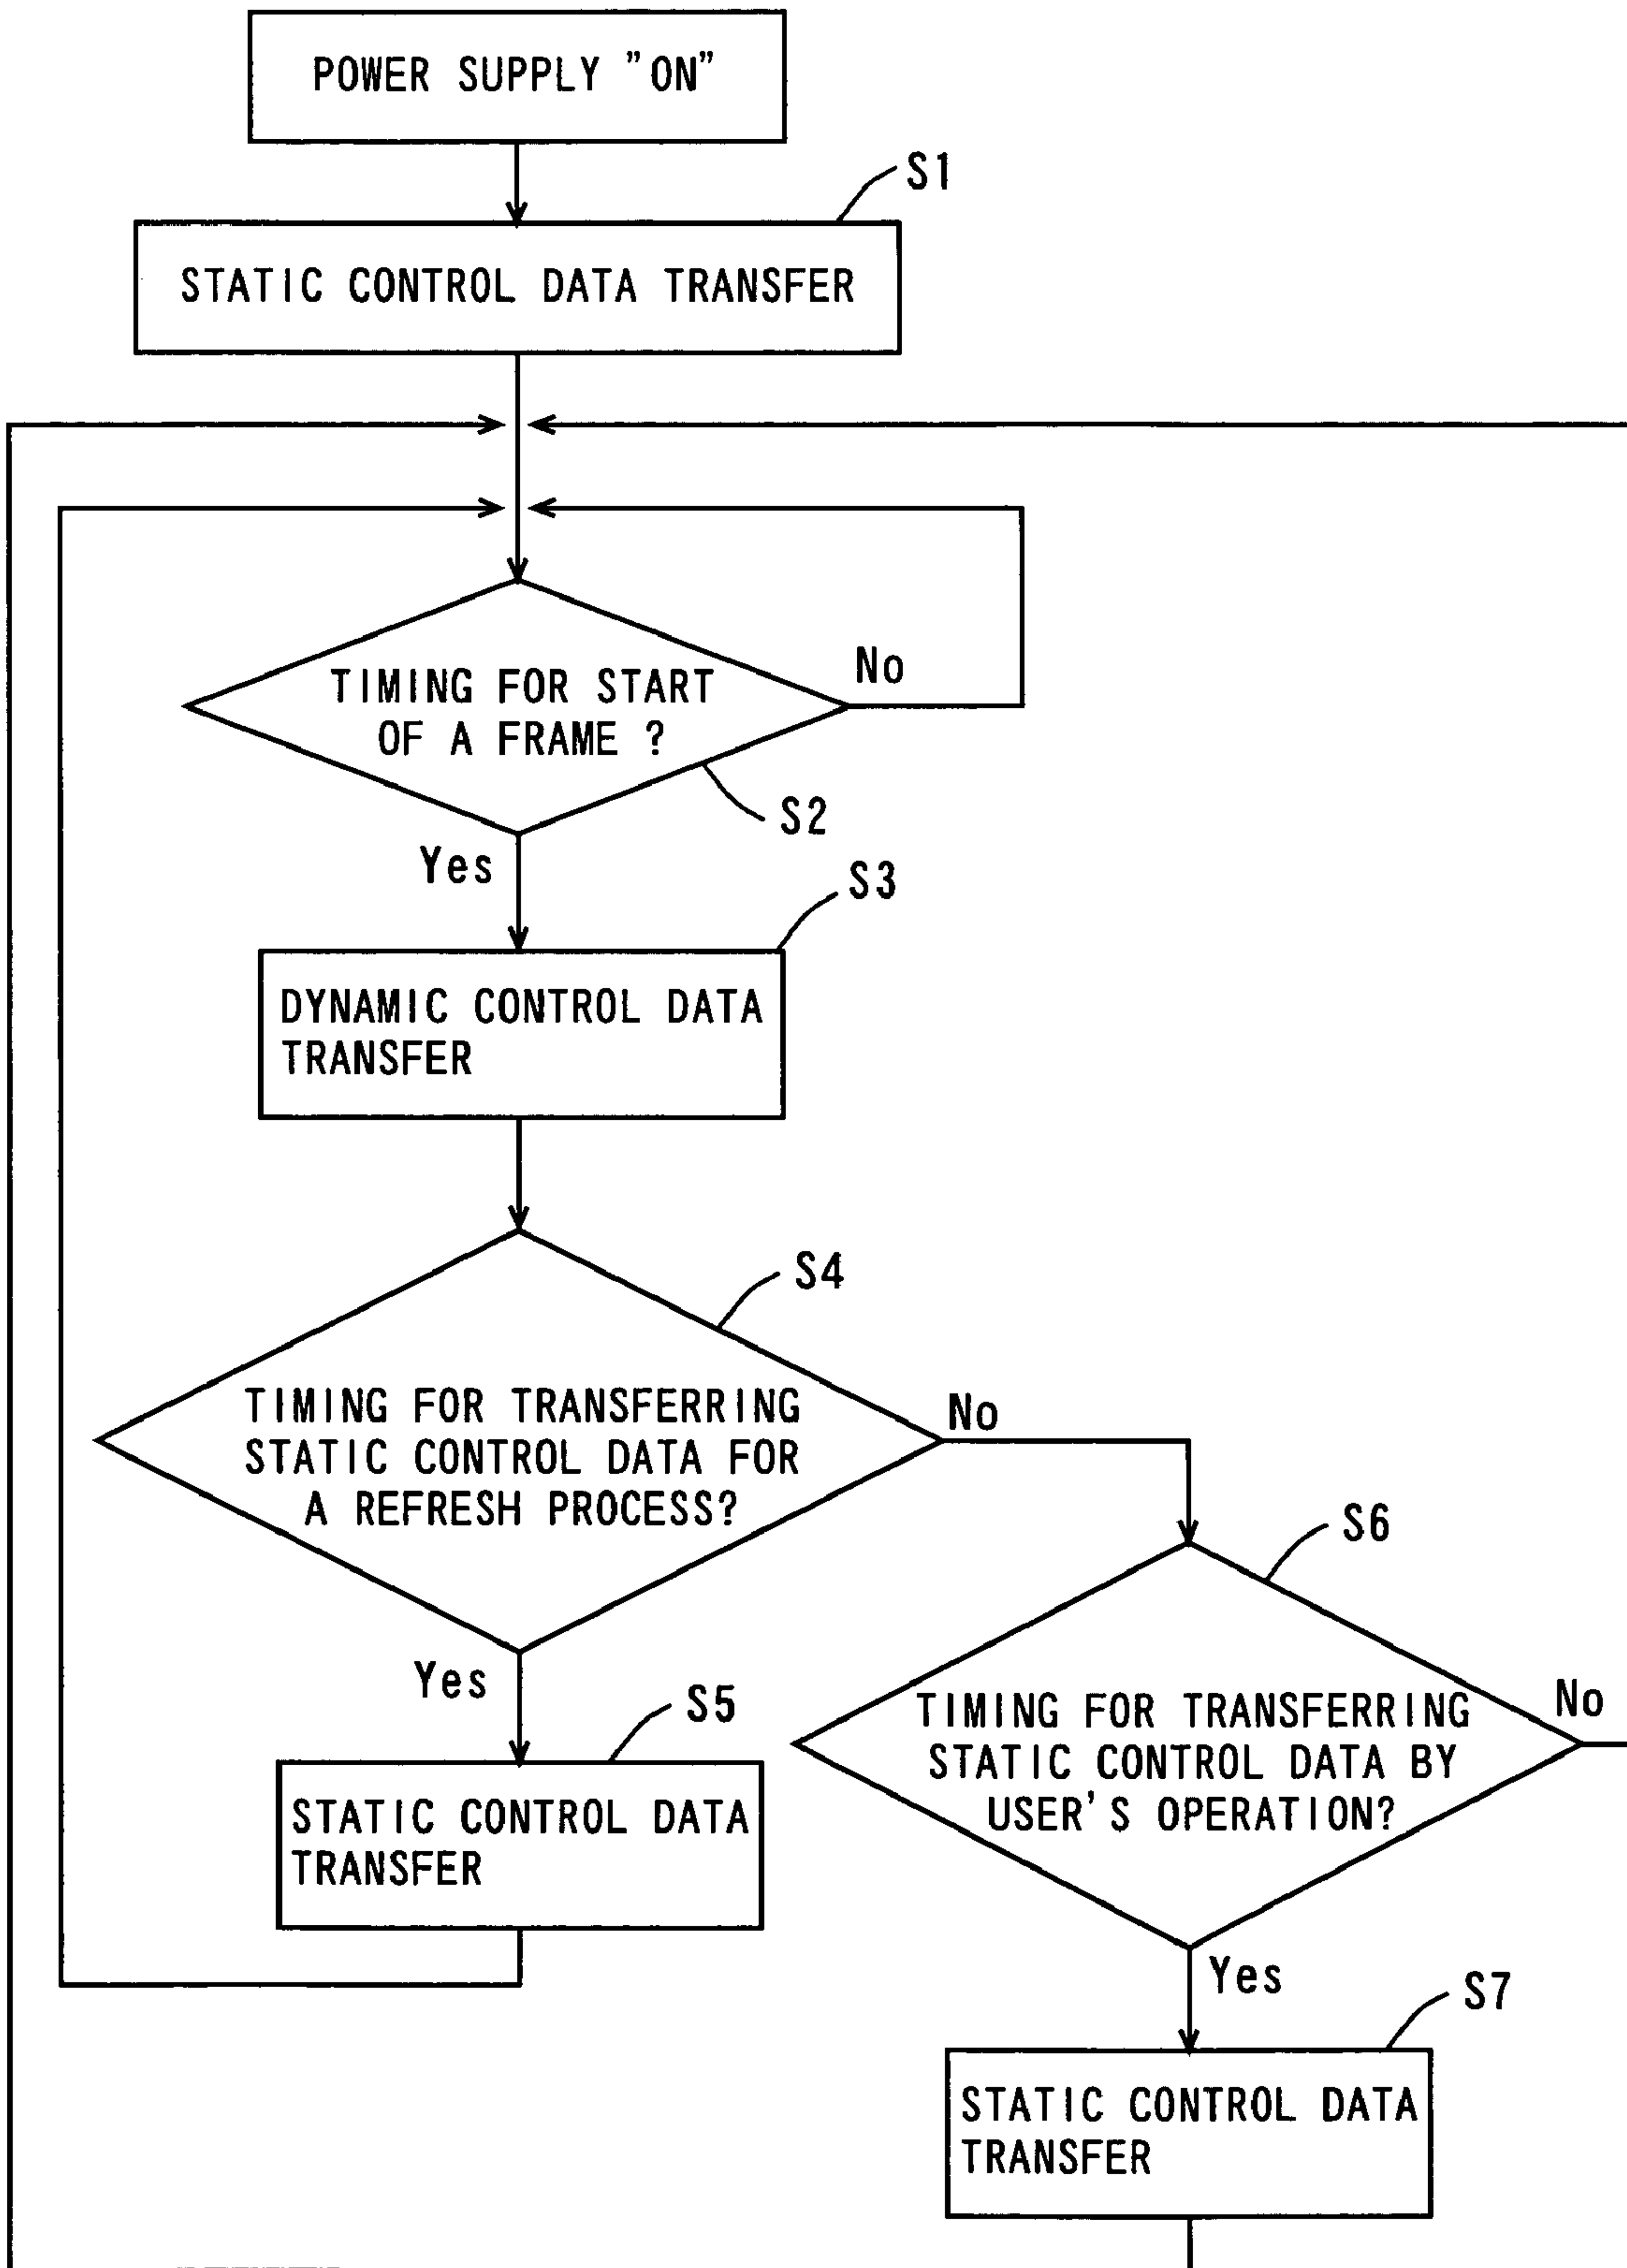 POWER SUPPLY "ON"
S1
STATIC CONTROL DATA TRANSFER
TIMING FOR START
OF A FRAME ?
No
S2
Yes
S3
DYNAMIC CONTROL DATA
TRANSFER
S4
TIMING FOR TRANSFERRING
STATIC CONTROL DATA FOR
A REFRESH PROCESS?
No
Yes
S5
STATIC CONTROL DATA
TRANSFER
S6
TIMING FOR TRANSFERRING
STATIC CONTROL DATA BY
USER'S OPERATION?
No
Yes
S7
STATIC CONTROL DATA
TRANSFER